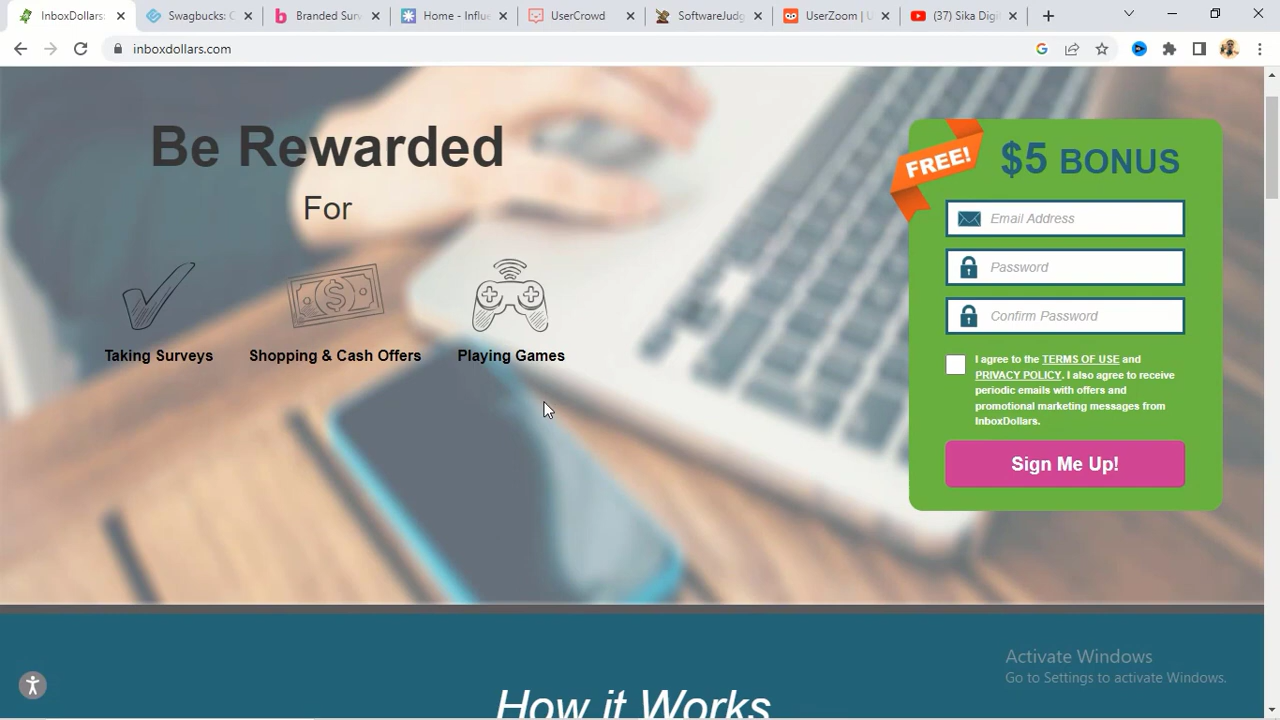 InboxDollars:
Swagbucks: C
Branded Sur
Home - Influe
UserCrowd
SoftwareJudg
UserZoom | U
(37) Sika Digi
inboxdollars.com
Be Rewarded
For
Taking Surveys
Shopping & Cash Offers
Playing Games
FREE!
$5 BONUS
Email Address
Password
Confirm Password
I agree to the TERMS OF USE and
PRIVACY POLICY. I also agree to receive
periodic emails with offers and
promotional marketing messages from
InboxDollars.
Sign Me Up!
How it Works
Activate Windows
Go to Settings to activate Windows.